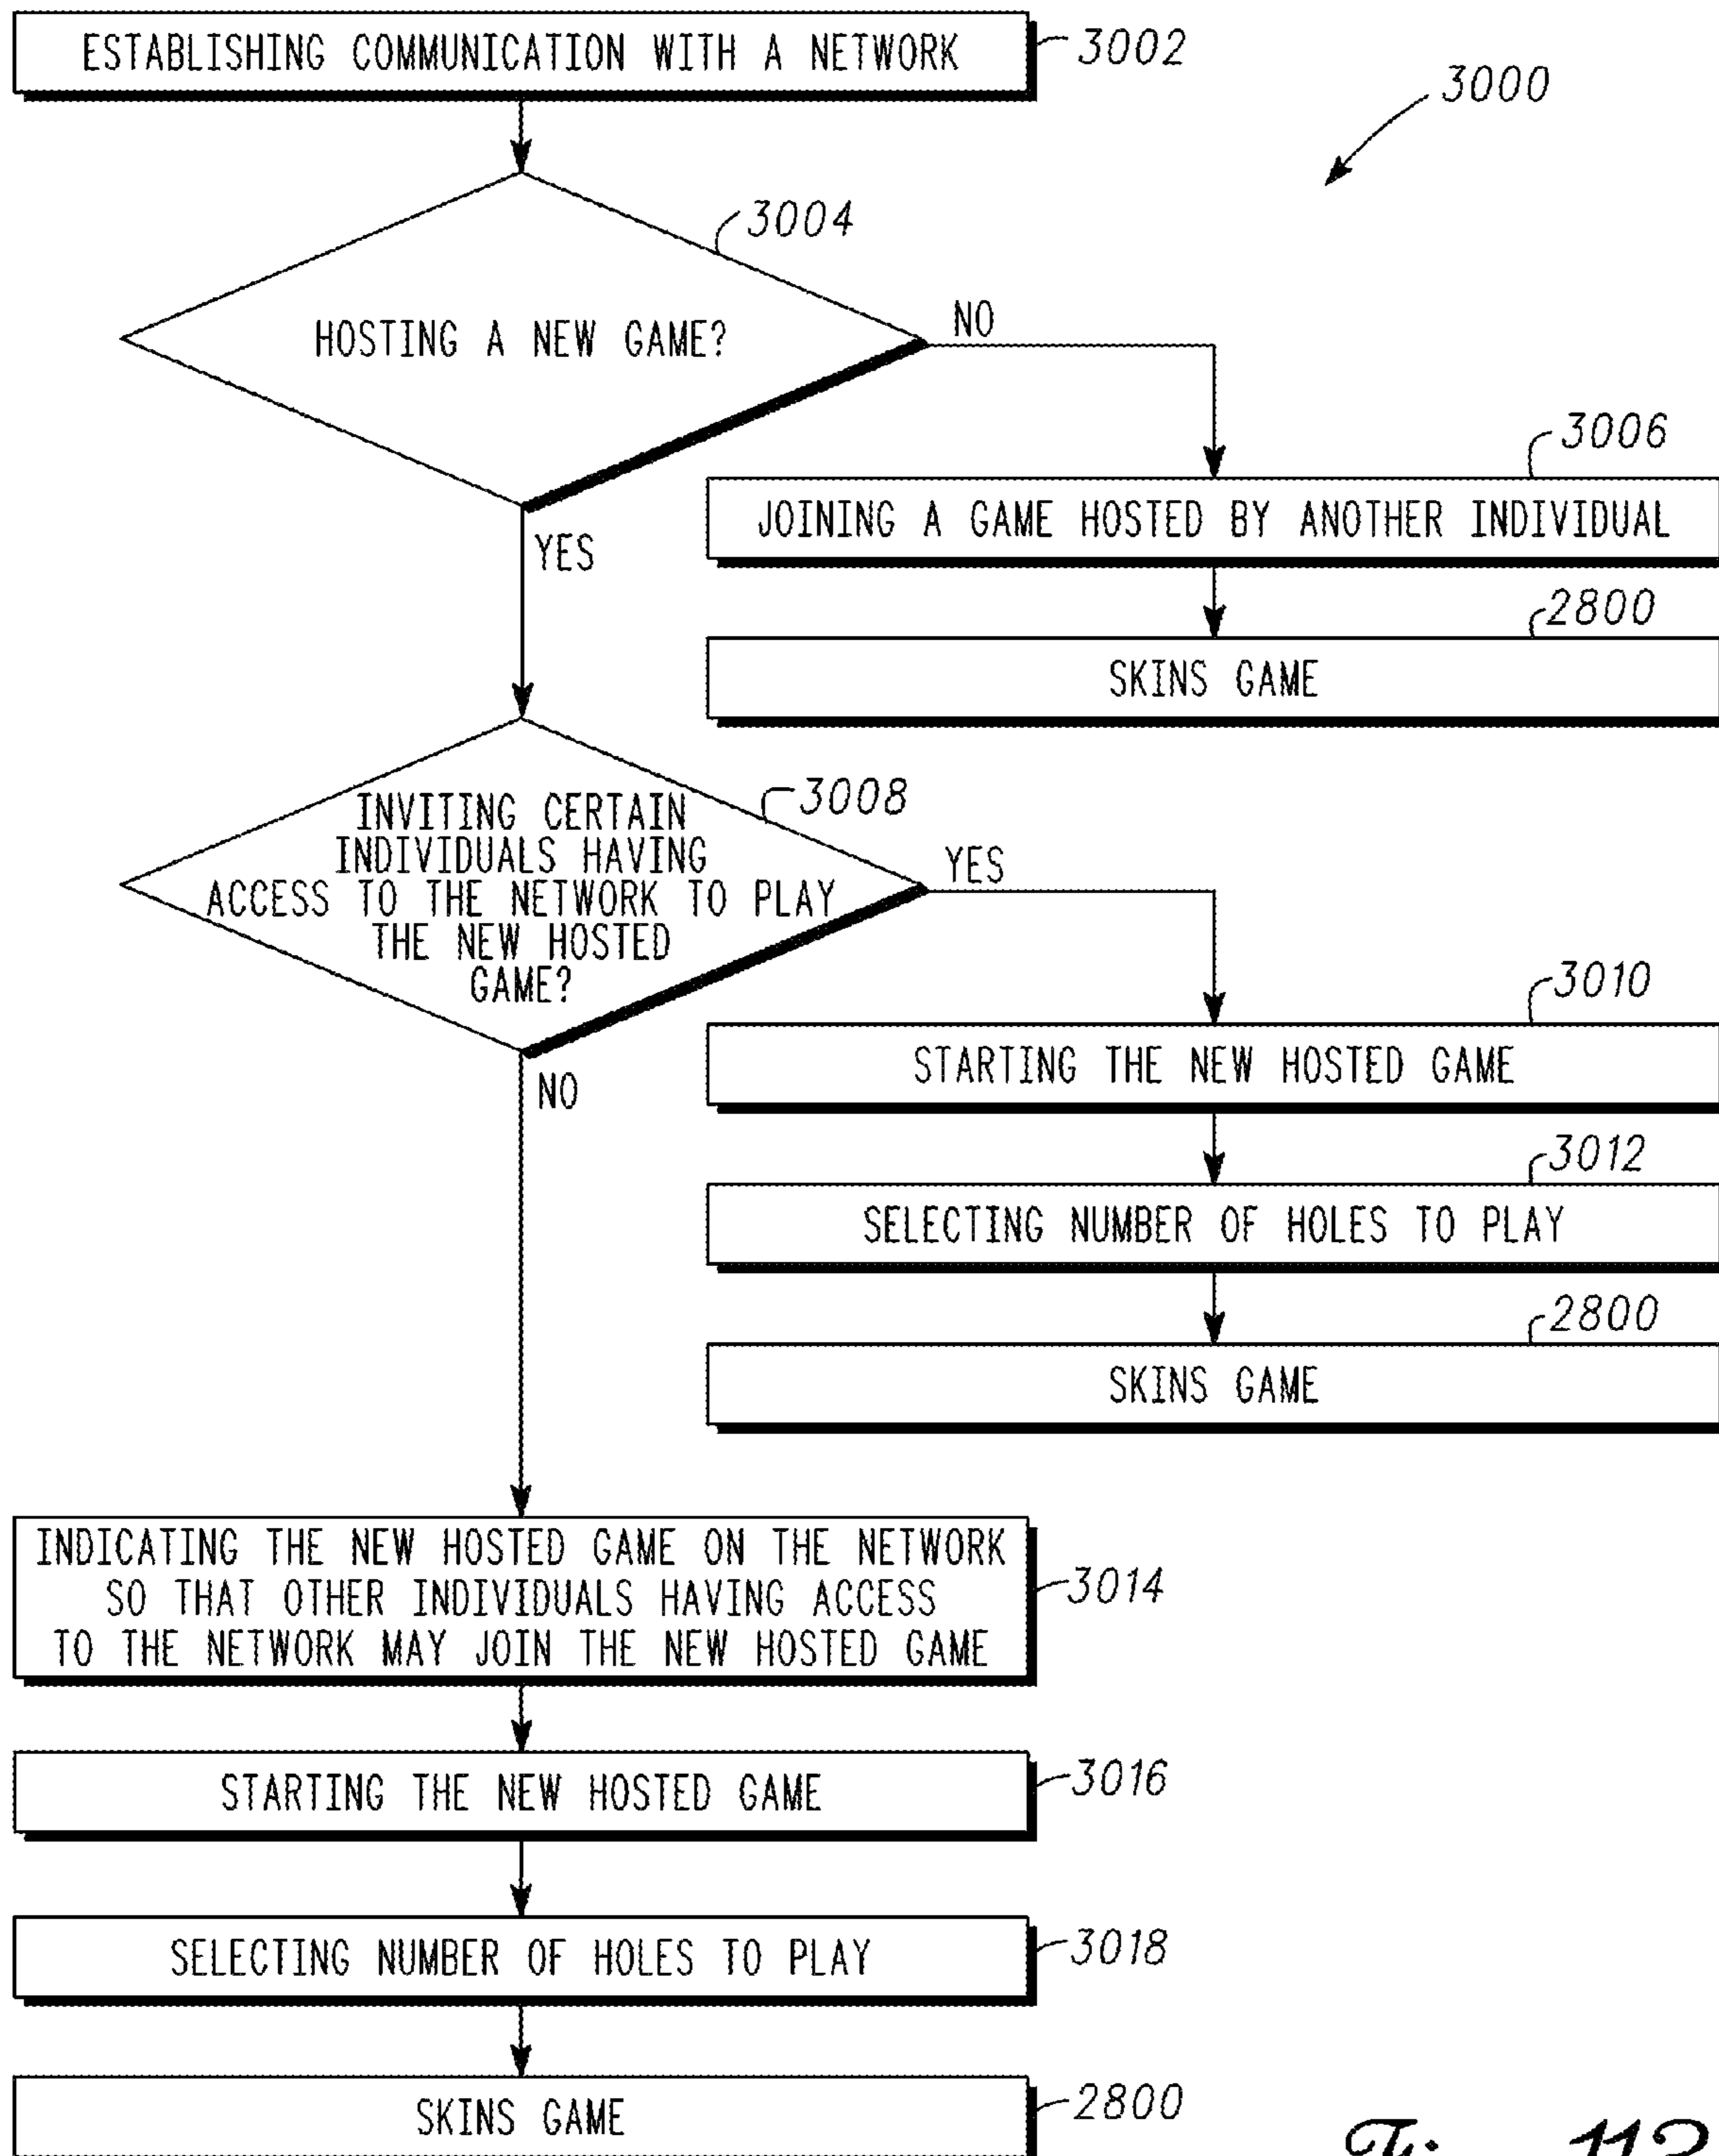 ESTABLISHING COMMUNICATION WITH A NETWORK
3002
3000
3004
HOSTING A NEW GAME?
NO
YES
3006
JOINING A GAME HOSTED BY ANOTHER INDIVIDUAL
2800
SKINS GAME
3008
INVITING CERTAIN
INDIVIDUALS HAVING
ACCESS TO THE NETWORK TO PLAY
THE NEW HOSTED
GAME?
YES
NO
3010
STARTING THE NEW HOSTED GAME
3012
SELECTING NUMBER OF HOLES TO PLAY
2800
SKINS GAME
INDICATING THE NEW HOSTED GAME ON THE NETWORK
SO THAT OTHER INDIVIDUALS HAVING ACCESS
TO THE NETWORK MAY JOIN THE NEW HOSTED GAME
3014
STARTING THE NEW HOSTED GAME
3016
SELECTING NUMBER OF HOLES TO PLAY
3018
SKINS GAME
2800